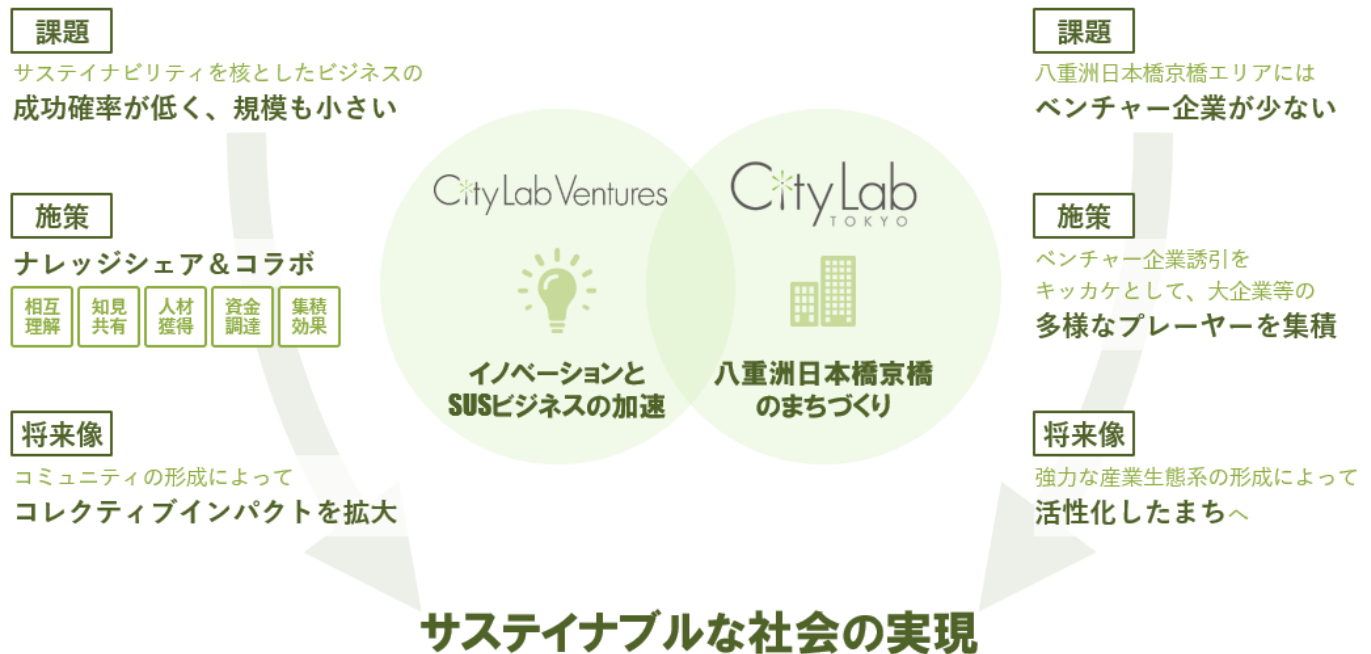 課題
サステイナビリティを核としたビジネスの
成功確率が低く、規模も小さい
施策
ナレッジシェア＆コラボ
相互
理解
知見
共有
人材
獲得
資金
調達
集積
効果
将来像
コミュニティの形成によって
コレクティブインパクトを拡大
City Lab Ventures
イノベーションと
SUSビジネスの加速
City Lab
TOKYO
八重洲日本橋京橋
のまちづくり
課題
八重洲日本橋京橋エリアには
ベンチャー企業が少ない
施策
ベンチャー企業誘引を
キッカケとして、大企業等の
多様なプレーヤーを集積
将来像
強力な産業生態系の形成によって
活性化したまちへ
サステイナブルな社会の実現